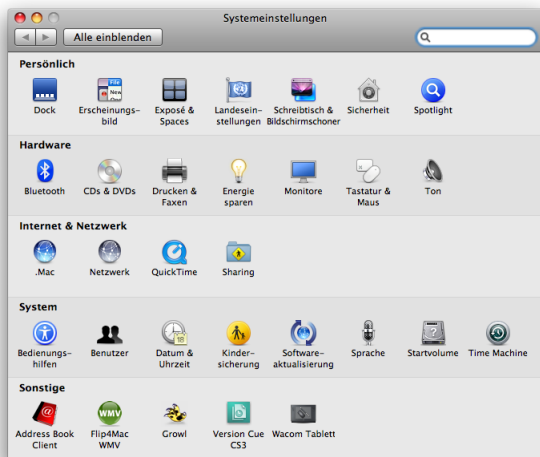 Systemeinstellungen
Alle einblenden
Persönlich
Dock
Erscheinungs-
bild
Exposé &
Spaces
Landesein-
stellungen
Schreibtisch &
Bildschirmschoner
Sicherheit
Spotlight
Hardware
Bluetooth
CDs & DVDs
Drucken &
Faxen
Energie
sparen
Monitore
Tastatur &
Maus
Ton
Internet & Netzwerk
.Mac
Netzwerk
QuickTime
Sharing
System
Bedienungs-
hilfen
Benutzer
Datum &
Uhrzeit
Kinder-
sicherung
Software-
aktualisierung
Sprache
Startvolume
Time Machine
Sonstige
Address Book
Client
WMV
Flip4Mac
WMV
Growl
Version Cue
CS3
Wacom Tablett